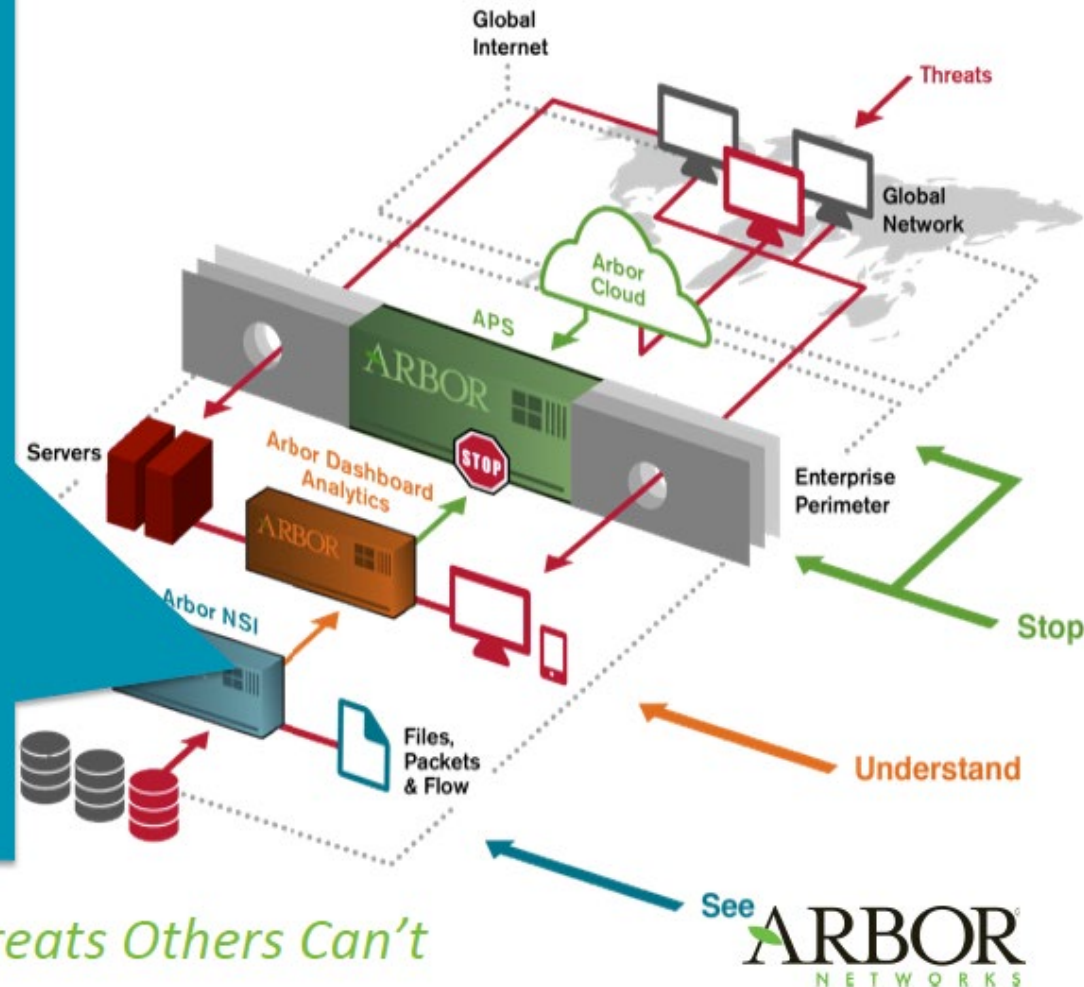 Global
Internet
Threats
Global
Network
Arbor
Cloud
APS
ARBOR
STOP
Servers
Arbor Dashboard
Analytics
ARBOR
Enterprise
Perimeter
Arbor NSI
Stop
Files,
Packets
& Flow
Understand
See
Others Can't
ARBOR
NETWORKS